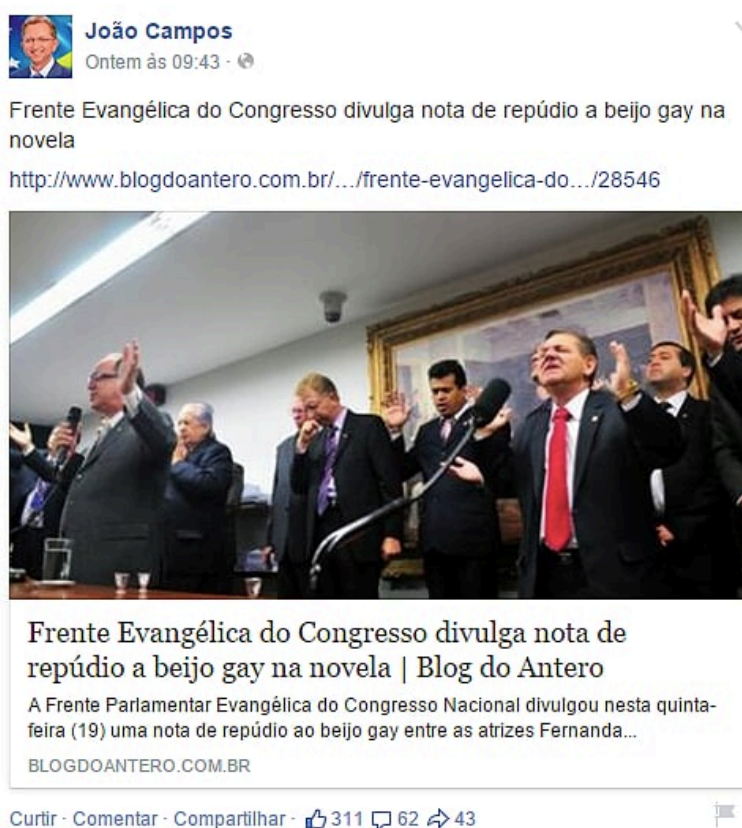 João Campos
Ontem às 09:43 ·
Frente Evangélica do Congresso divulga nota de repúdio a beijo gay na
novela
http://www.blogdoantero.com.br/.../frente-evangelica-do.../28546
Frente Evangélica do Congresso divulga nota de
repúdio a beijo gay na novela | Blog do Antero
A Frente Parlamentar Evangélica do Congresso Nacional divulgou nesta quinta-
feira (19) uma nota de repúdio ao beijo gay entre as atrizes Fernanda...
BLOGDOANTERO.COM.BR
Curtir · Comentar · Compartilhar · 311 62 43